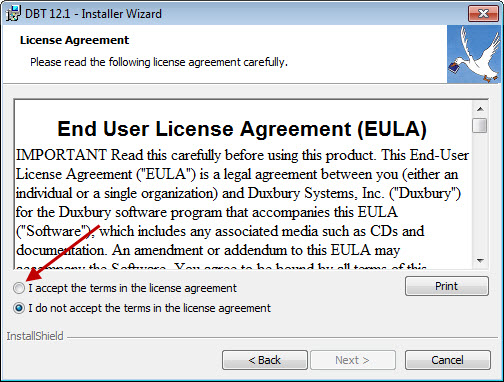 DBT 12.1 - Installer Wizard
License Agreement
Please read the following license agreement carefully.
End User License Agreement (EULA)
IMPORTANT Read this carefully before using this product. This End-User
License Agreement ("EULA") is a legal agreement between you (either an
individual or a single organization) and Duxbury Systems, Inc. ("Duxbury")
for the Duxbury software program that accompanies this EULA
("Software"), which includes any associated media such as CDs and
documentation. An amendment or addendum to this EULA may
accompany the Software. You agree to be bound by all terms of this
I accept the terms in the license agreement
Print
I do not accept the terms in the license agreement
InstallShield
< Back
Next >
Cancel